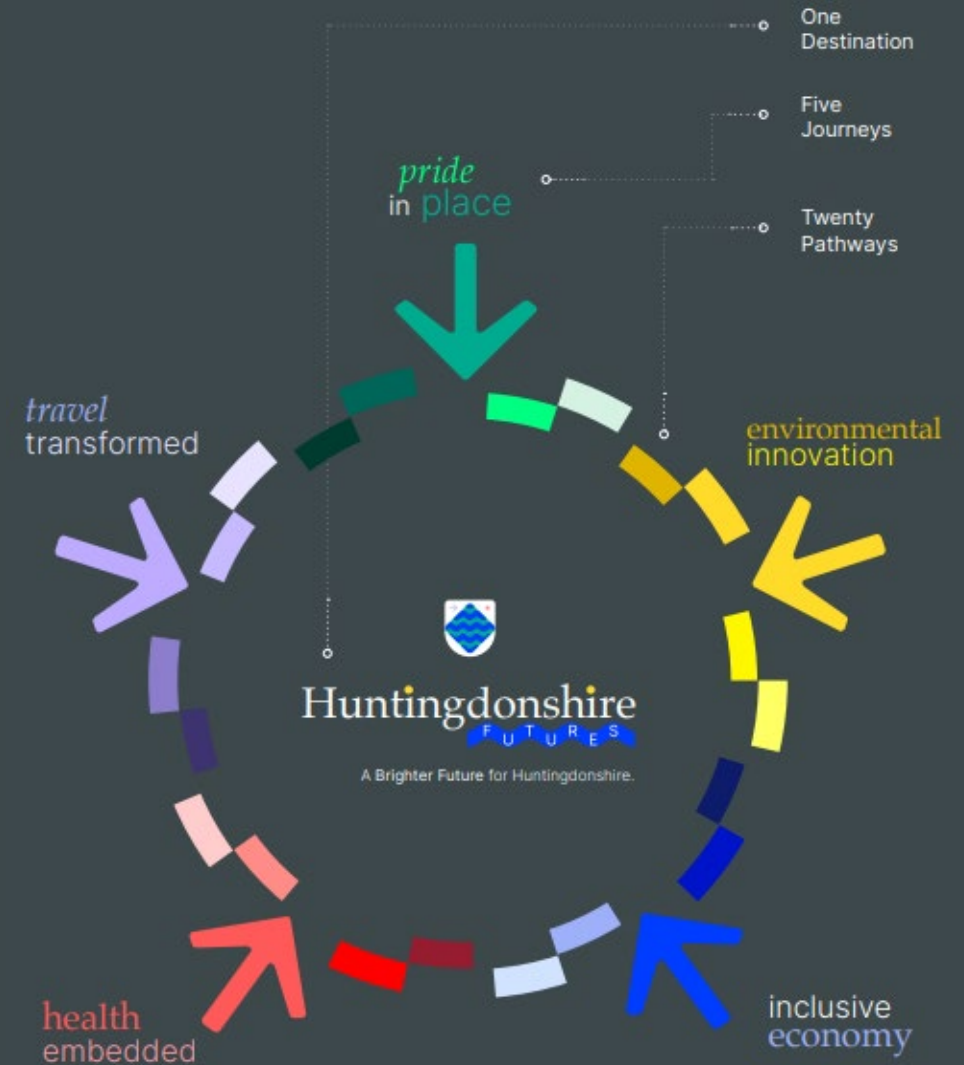 One
Destination
Five
Journeys
pride
in place
Twenty
Pathways
travel
transformed
environmental
innovation
Huntingdonshire
FUTURES
A Brighter Future for Huntingdonshire.
health
embedded
inclusive
economy